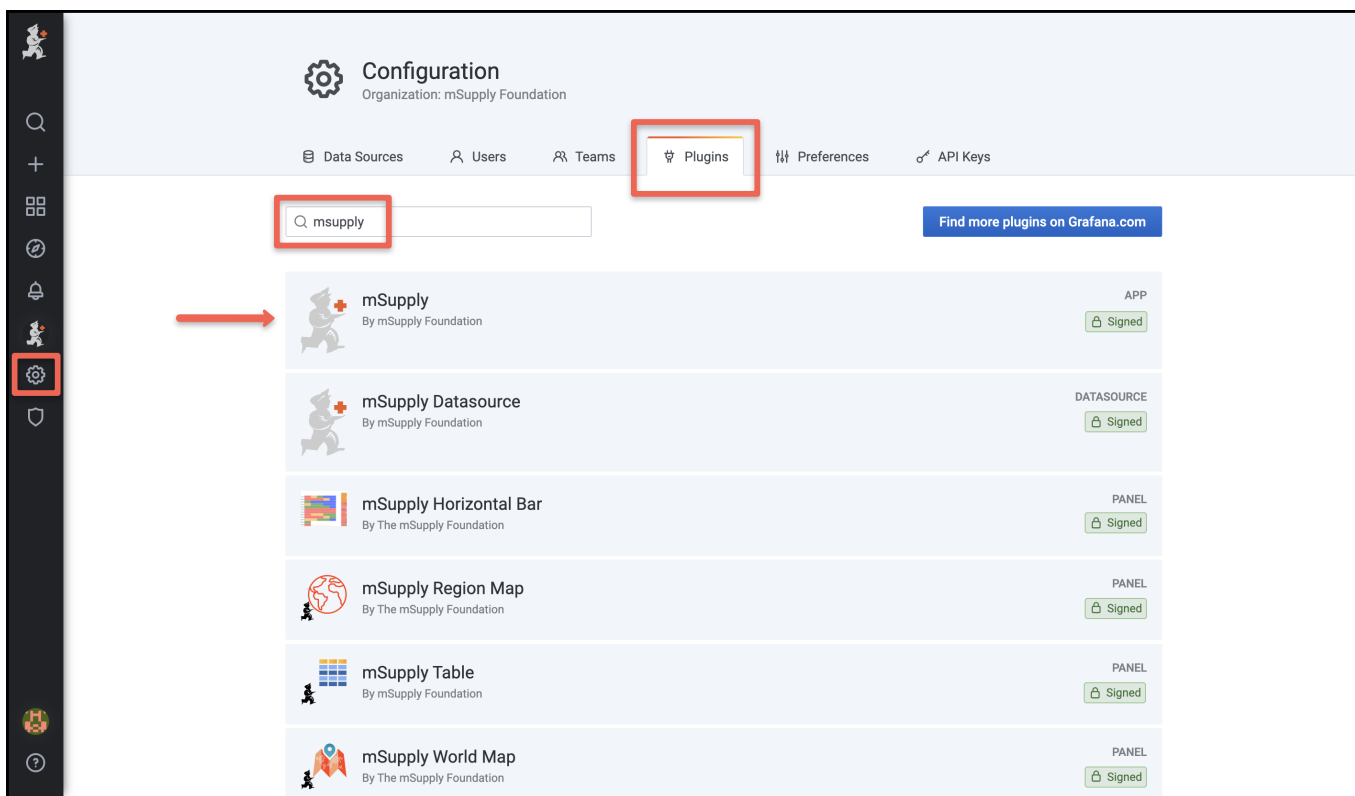 Configuration
Organization: mSupply Foundation
Data Sources Users Teams Plugins Preferences API Keys
msupply Find more plugins on Grafana.com
mSupply APP
By mSupply Foundation Signed
mSupply Datasource DATASOURCE
By mSupply Foundation Signed
mSupply Horizontal Bar PANEL
By The mSupply Foundation Signed
mSupply Region Map PANEL
By The mSupply Foundation Signed
mSupply Table PANEL
By mSupply Foundation Signed
mSupply World Map PANEL
By The mSupply Foundation Signed